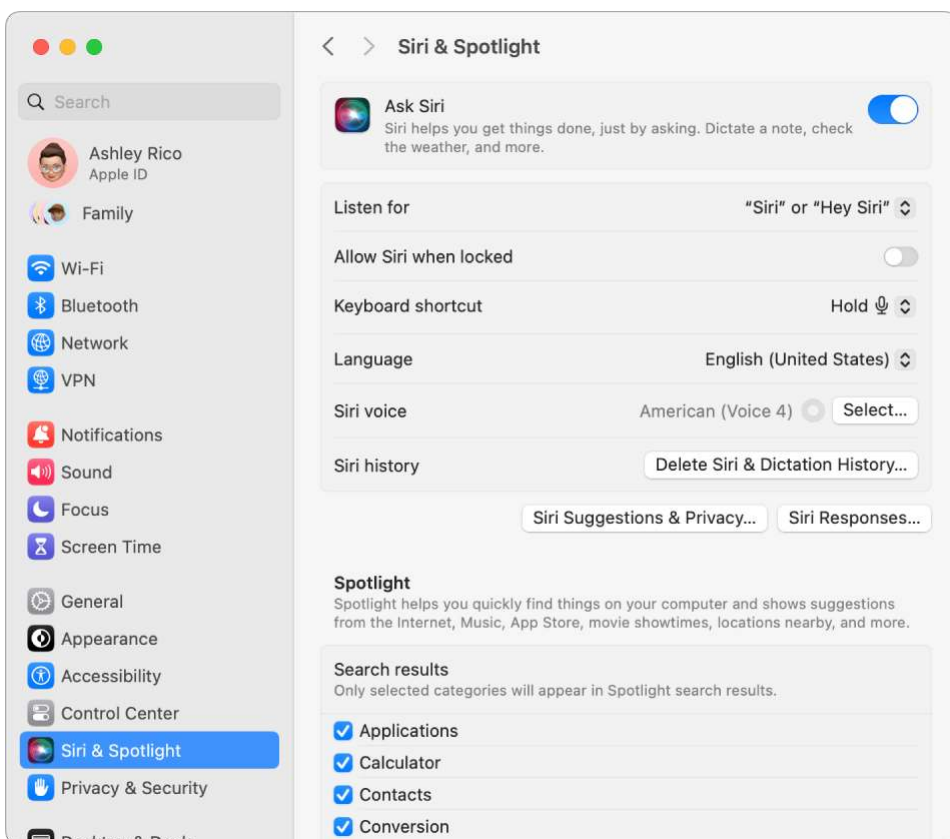 Search
Ashley Rico
Apple ID
Family
Wi-Fi
Bluetooth
Network
VPN
Notifications
Sound
Focus
Screen Time
General
Appearance
Accessibility
Control Center
Siri & Spotlight
Privacy & Security
Siri & Spotlight
Ask Siri
Siri helps you get things done, just by asking. Dictate a note, check
the weather, and more.
Listen for “Siri” or “Hey Siri”
Allow Siri when locked
Keyboard shortcut Hold
Language English (United States)
Siri voice American (Voice 4) Select...
Siri history Delete Siri & Dictation History...
Siri Suggestions & Privacy... Siri Responses...
Spotlight
Spotlight helps you quickly find things on your computer and shows suggestions
from the Internet, Music, App Store, movie showtimes, locations nearby, and more.
Search results
Only selected categories will appear in Spotlight search results.
Applications
Calculator
Contacts
Conversion